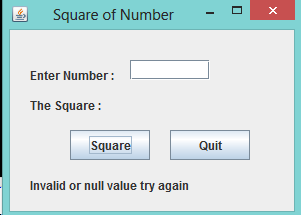 Square of Number
Enter Number :
The Square :
Square Quit
Invalid or null value try again